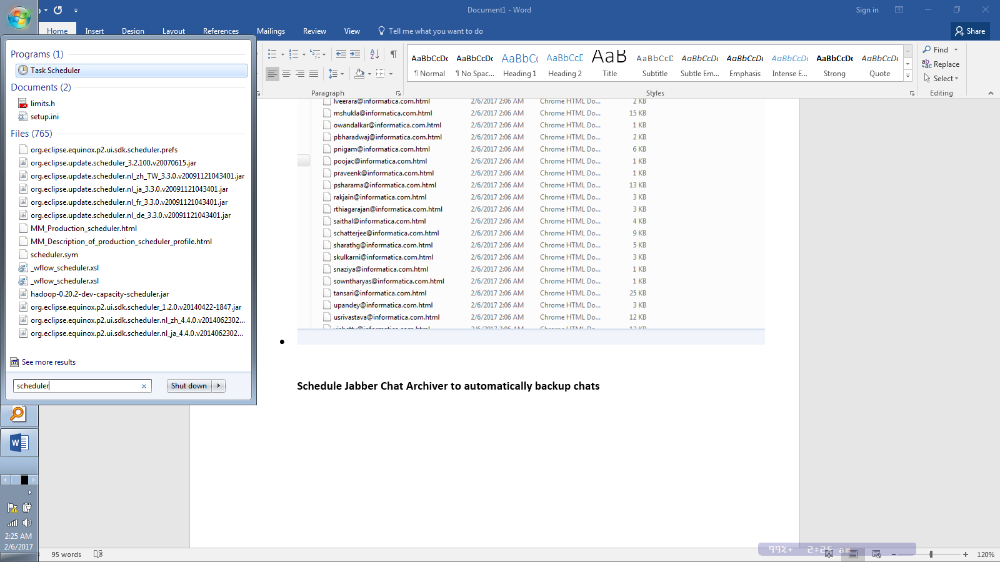 Document1 - Word
Sign in
Home Insert Design Layout References Mailings Review View Tell me what you want to do
Share
AaBbCcDc AaBbCcDc AaBbC( AaBbCcD AaB AaBbCcD AaBbCcDc AaBbCcDc AaBbCcDc AaBbCcDc AaBbCcDc
¶ Normal ¶ No Spac... Heading 1 Heading 2 Title Subtitle Subtle Em... Emphasis Intense E... Strong Quote
Find
Replace
Select
Paragraph Styles Editing
Programs (1)
Task Scheduler
Documents (2)
limits.h
setup.ini
Files (765)
org.eclipse.equinox.p2.ui.sdk.scheduler.prefs
org.eclipse.update.scheduler_3.2.100.v20070615.jar
org.eclipse.update.scheduler.nl_zh_TW_3.3.0.v20091121043401.jar
org.eclipse.update.scheduler.nl_ja_3.3.0.v20091121043401.jar
org.eclipse.update.scheduler.nl_fr_3.3.0.v20091121043401.jar
org.eclipse.update.scheduler.nl_de_3.3.0.v20091121043401.jar
MM_Production_scheduler.html
MM_Description_of_production_scheduler_profile.html
scheduler.sym
_wflow_scheduler.xsl
_wflow_scheduler.xsl
hadoop-0.20.2-dev-capacity-scheduler.jar
org.eclipse.equinox.p2.ui.sdk.scheduler_1.2.0.v20140422-1847.jar
org.eclipse.equinox.p2.ui.sdk.scheduler.nl_zh_4.4.0.v2014062302...
org.eclipse.equinox.p2.ui.sdk.scheduler.nl_ja_4.4.0.v2014062302...
See more results
scheduler
Shut down
lveerara@informatica.com.html 2/6/2017 2:06 AM Chrome HTML Do... 2 KB
mshukla@informatica.com.html 2/6/2017 2:06 AM Chrome HTML Do... 15 KB
owandalkar@informatica.com.html 2/6/2017 2:06 AM Chrome HTML Do... 1 KB
pbharadwaj@informatica.com.html 2/6/2017 2:06 AM Chrome HTML Do... 2 KB
pnigam@informatica.com.html 2/6/2017 2:06 AM Chrome HTML Do... 6 KB
poojac@informatica.com.html 2/6/2017 2:06 AM Chrome HTML Do... 1 KB
praveenk@informatica.com.html 2/6/2017 2:06 AM Chrome HTML Do... 1 KB
psharama@informatica.com.html 2/6/2017 2:06 AM Chrome HTML Do... 13 KB
rakjain@informatica.com.html 2/6/2017 2:06 AM Chrome HTML Do... 3 KB
rthiagarajan@informatica.com.html 2/6/2017 2:06 AM Chrome HTML Do... 3 KB
saithal@informatica.com.html 2/6/2017 2:06 AM Chrome HTML Do... 4 KB
schatterjee@informatica.com.html 2/6/2017 2:06 AM Chrome HTML Do... 9 KB
sharathg@informatica.com.html 2/6/2017 2:06 AM Chrome HTML Do... 5 KB
skulkarni@informatica.com.html 2/6/2017 2:06 AM Chrome HTML Do... 3 KB
snaziya@informatica.com.html 2/6/2017 2:06 AM Chrome HTML Do... 1 KB
sowntharyas@informatica.com.html 2/6/2017 2:06 AM Chrome HTML Do... 1 KB
tansari@informatica.com.html 2/6/2017 2:06 AM Chrome HTML Do... 25 KB
upandey@informatica.com.html 2/6/2017 2:06 AM Chrome HTML Do... 3 KB
usrivastava@informatica.com.html 2/6/2017 2:06 AM Chrome HTML Do... 12 KB
Schedule Jabber Chat Archiver to automatically backup chats
2:25 AM
2/6/2017
95 words
99%+ 2:25 am
120%